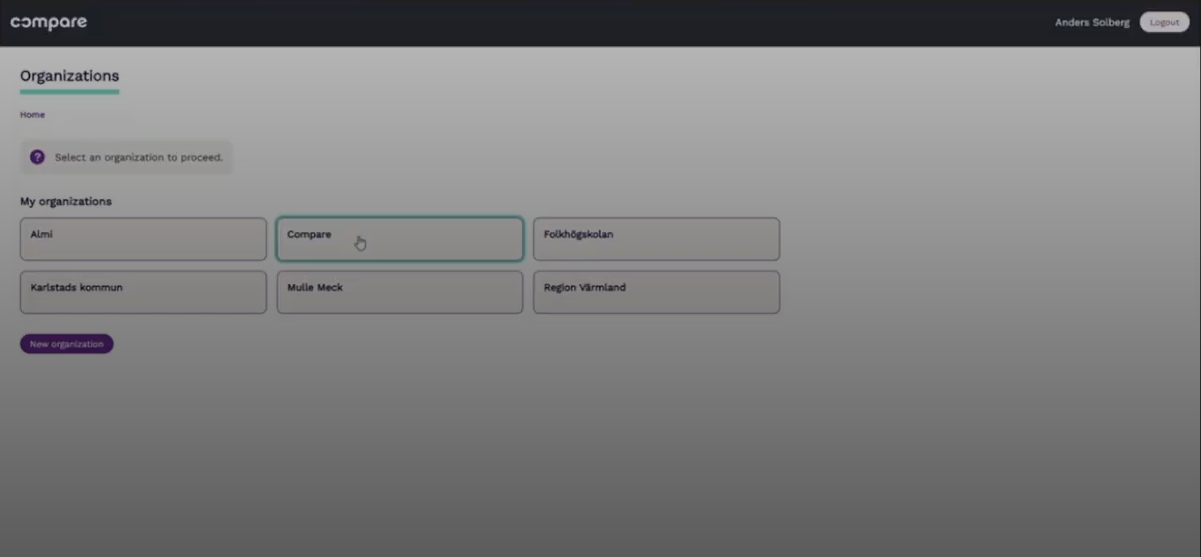 compare
Anders Solberg
Logout
Organizations
Home
? Select an organization to proceed.
My organizations
Almi
Compare
Folkhögskolan
Karlstads kommun
Mulle Meck
Region Värmland
New organization